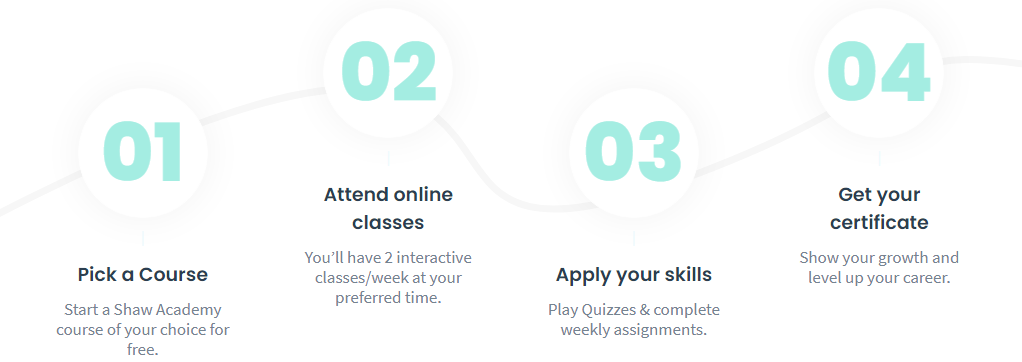 01
Pick a Course
Start a Shaw Academy
course of your choice for
free.
02
Attend online
classes
You’ll have 2 interactive
classes/week at your
preferred time.
03
Apply your skills
Play Quizzes & complete
weekly assignments.
04
Get your
certificate
Show your growth and
level up your career.